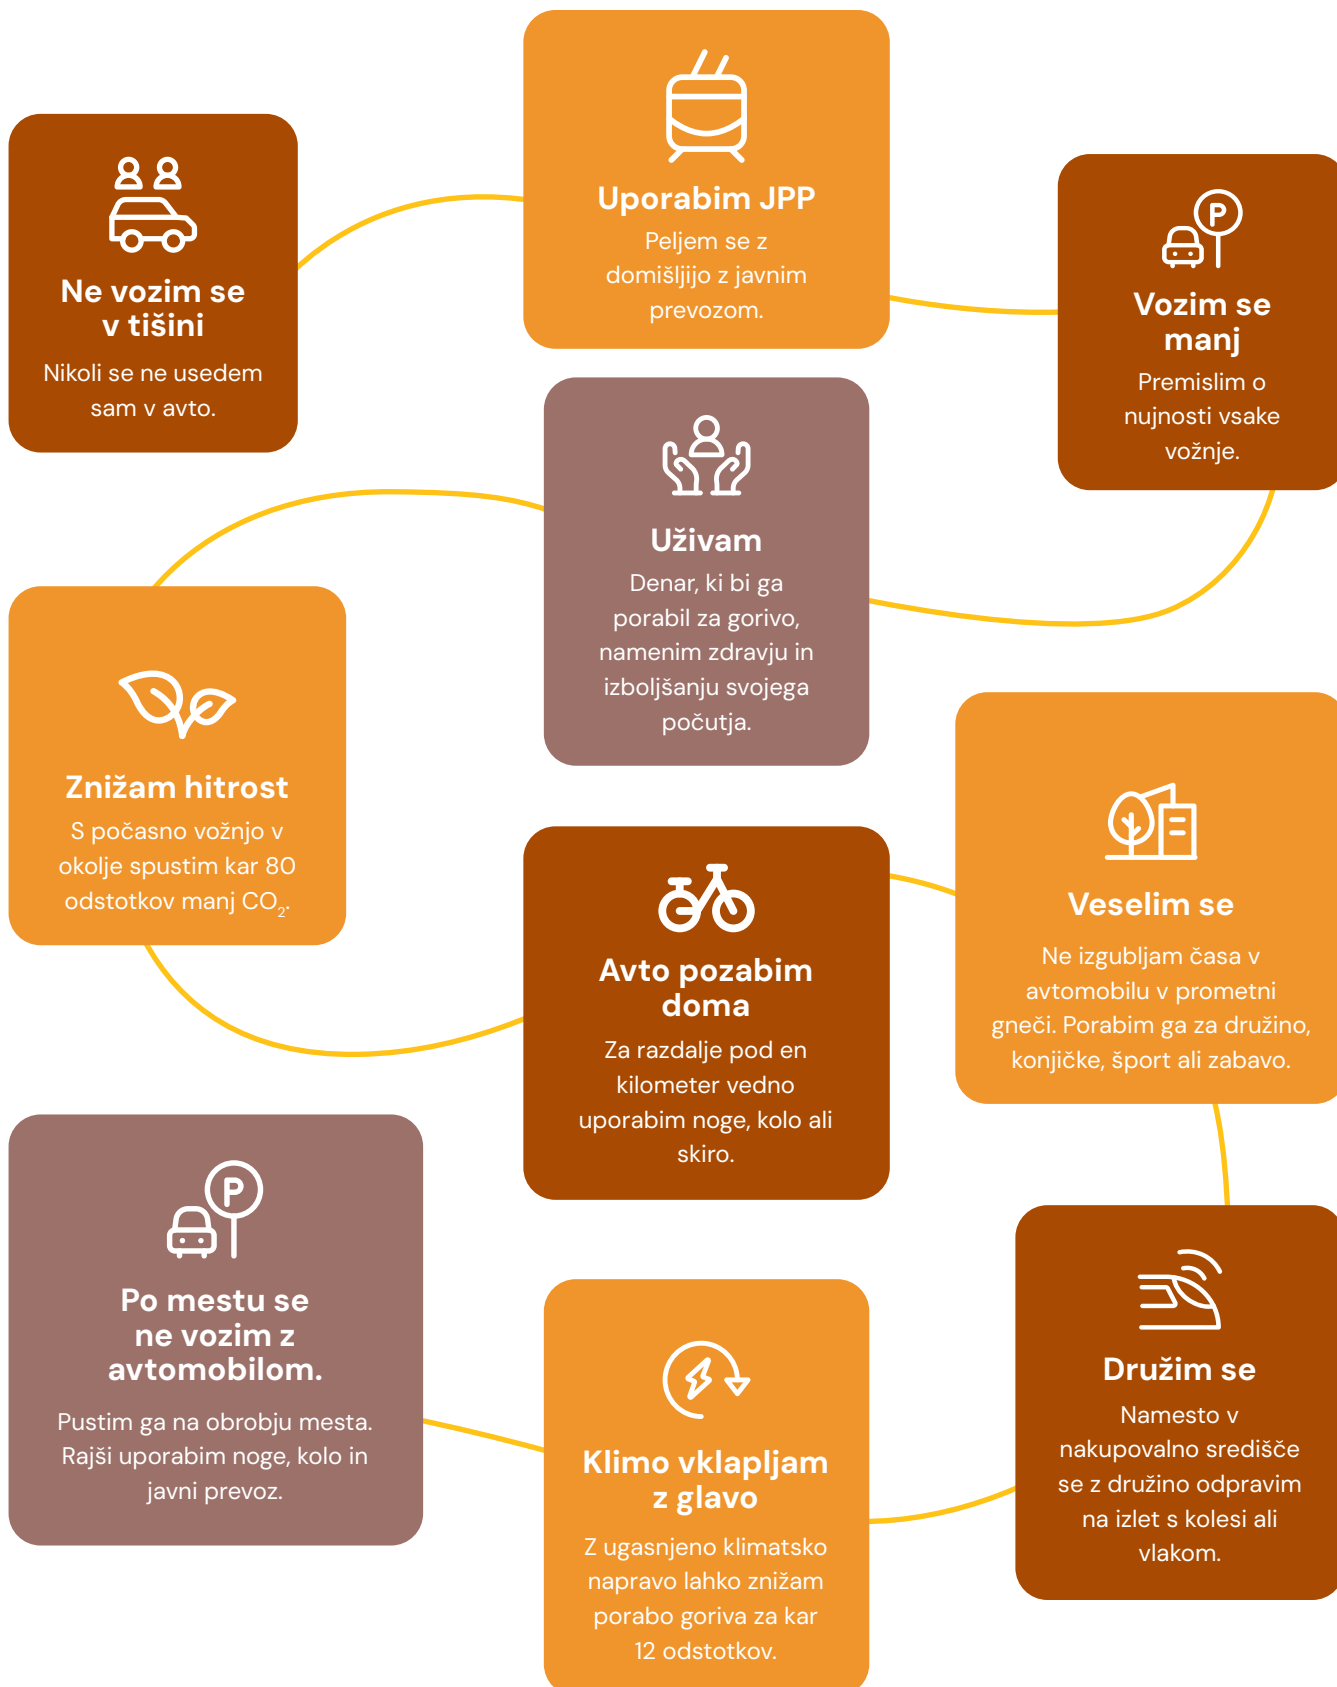 Ne vozim se
v tišini
Nikoli se ne usedem
sam v avto.
Uporabim JPP
Peljem se z
domišljijo z javnim
prevozom.
P
Vozim se
manj
Premislim o
nujnosti vsake
vožnje.
Uživam
Denar, ki bi ga
porabil za gorivo,
namenim zdravju in
izboljšanju svojega
počutja.
Znižam hitrost
S počasno vožnjo v
okolje spustim kar 80
odstotkov manj CO₂.
Avto pozabim
doma
Za razdalje pod en
kilometer vedno
uporabim noge, kolo ali
skiro.
Veselim se
Ne izgubljam časa v
avtomobilu v prometni
gneči. Porabim ga za družino,
konjičke, šport ali zabavo.
Družim se
Namesto v
nakupovalno središče
se z družino odpravim
na izlet s kolesi ali
vlakom.
Klimo vklapljam
z glavo
Z ugasnjeno klimatsko
napravo lahko znižam
porabo goriva za kar
12 odstotkov.
P
Po mestu se
ne vozim z
avtomobilom.
Pustim ga na obrobju mesta.
Rajši uporabim noge, kolo in
javni prevoz.